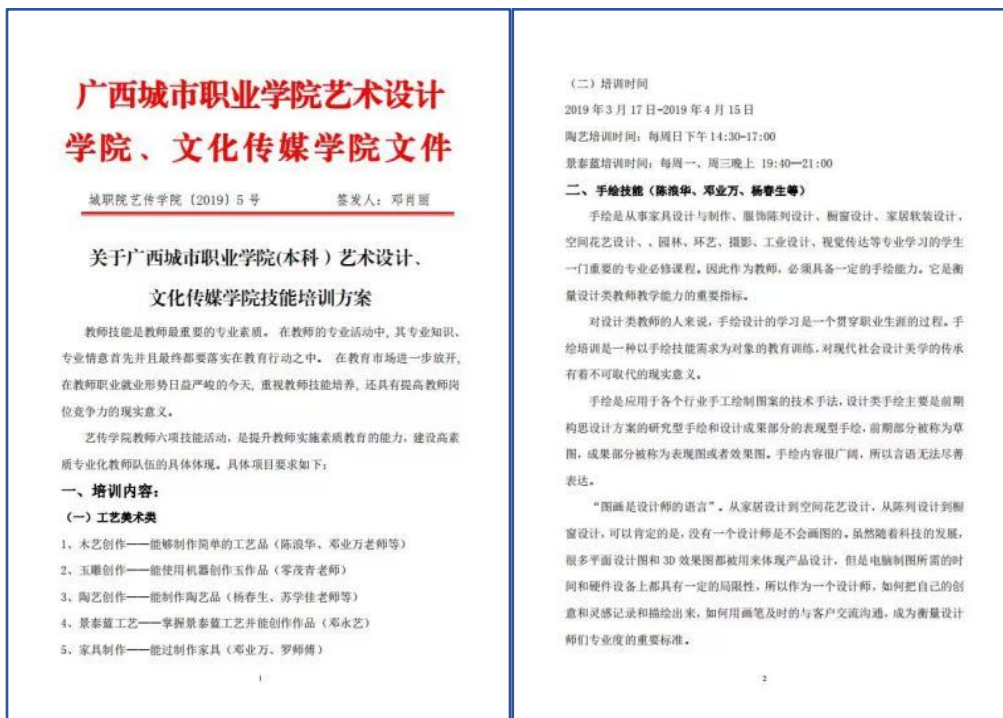 广西城市职业学院艺术设计
学院、文化传媒学院文件
城职院艺传学院〔2019〕5 号 签发人：邓肖丽
关于广西城市职业学院(本科）艺术设计、
文化传媒学院技能培训方案
教师技能是教师最重要的专业素质。 在教师的专业活动中, 其专业知识、
专业情意首先并且最终都要落实在教育行动之中。 在教育市场进一步放开,
在教师职业就业形势日益严峻的今天, 重视教师技能培养, 还具有提高教师岗
位竞争力的现实意义。
艺传学院教师六项技能活动，是提升教师实施素质教育的能力，建设高素
质专业化教师队伍的具体体现。具体项目要求如下：
一、培训内容：
（一）工艺美术类
1、木艺创作——能够制作简单的工艺品（陈浪华、邓业万老师等）
2、玉雕创作——能使用机器创作玉作品（零茂青老师）
3、陶艺创作——能制作陶艺品（杨春生、苏学佳老师等）
4、景泰蓝工艺——掌握景泰蓝工艺并能创作作品（邓永艺）
5、家具制作——能过制作家具（邓业万、罗师傅）
1
（二）培训时间
2019 年 3 月 17 日-2019 年 4 月 15 日
陶艺培训时间：每周日下午 14:30-17:00
景泰蓝培训时间：每周一、周三晚上 19:40—21:00
二、手绘技能（陈浪华、邓业万、杨春生等）
手绘是从事家具设计与制作、服饰陈列设计、橱窗设计、家居软装设计、
空间花艺设计、、园林、环艺、摄影、工业设计、视觉传达等专业学习的学生
一门重要的专业必修课程。因此作为教师，必须具备一定的手绘能力。它是衡
量设计类教师教学能力的重要指标。
对设计类教师的人来说，手绘设计的学习是一个贯穿职业生涯的过程。手
绘培训是一种以手绘技能需求为对象的教育训练，对现代社会设计美学的传承
有着不可取代的现实意义。
手绘是应用于各个行业手工绘制图案的技术手法，设计类手绘主要是前期
构思设计方案的研究型手绘和设计成果部分的表现型手绘，前期部分被称为草
图，成果部分被称为表现图或者效果图。手绘内容很广阔，所以言语无法尽善
表达。
“图画是设计师的语言”。从家居设计到空间花艺设计，从陈列设计到橱
窗设计，可以肯定的是，没有一个设计师是不会画图的。虽然随着科技的发展，
很多平面设计图和 3D 效果图都被用来体现产品设计，但是电脑制图所需的时
间和硬件设备上都具有一定的局限性，所以作为一个设计师，如何把自己的创
意和灵感记录和描绘出来，如何用画笔及时的与客户交流沟通，成为衡量设计
师们专业度的重要标准。
2